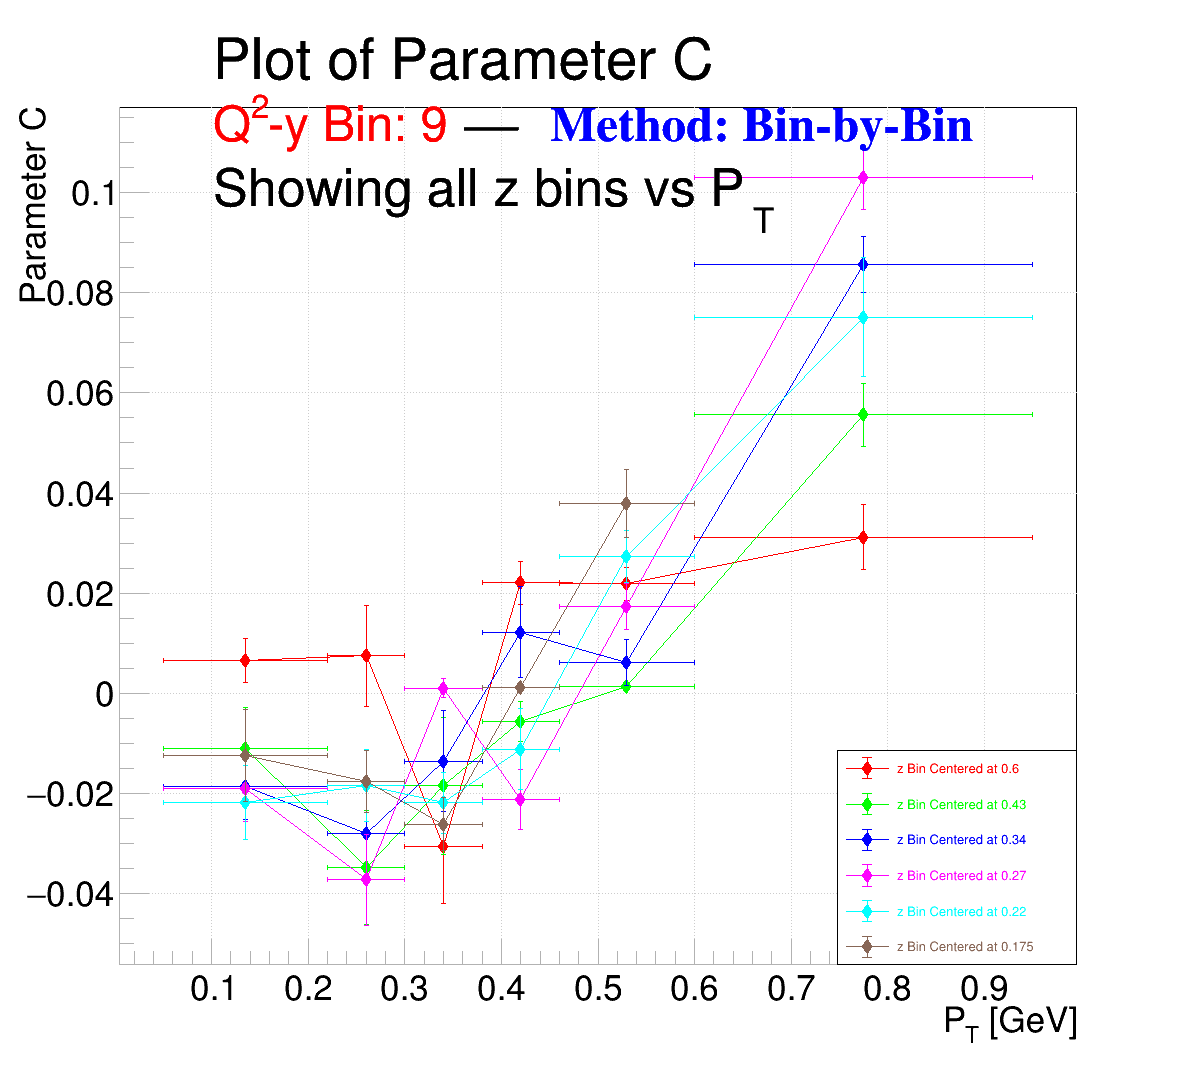 Plot of Parameter C
Q²-y Bin: 9 — Method: Bin-by-Bin
Showing all z bins vs P_T
Parameter C
0.1
0.08
0.06
0.04
0.02
0
−0.02
−0.04
z Bin Centered at 0.6
z Bin Centered at 0.43
z Bin Centered at 0.34
z Bin Centered at 0.27
z Bin Centered at 0.22
z Bin Centered at 0.175
0.1 0.2 0.3 0.4 0.5 0.6 0.7 0.8 0.9
P_T [GeV]